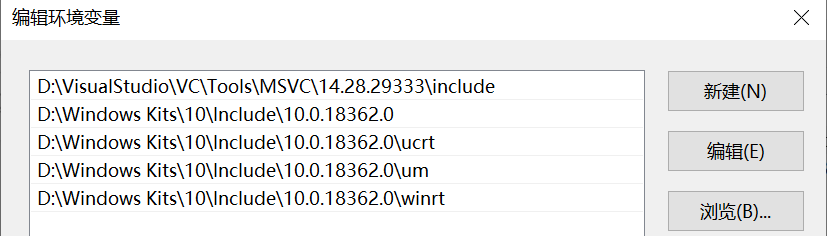 编辑环境变量
D:\VisualStudio\VC\Tools\MSVC\14.28.29333\include
新建(N)
D:\Windows Kits\10\Include\10.0.18362.0
D:\Windows Kits\10\Include\10.0.18362.0\ucrt
编辑(E)
D:\Windows Kits\10\Include\10.0.18362.0\um
D:\Windows Kits\10\Include\10.0.18362.0\winrt
浏览(B)...